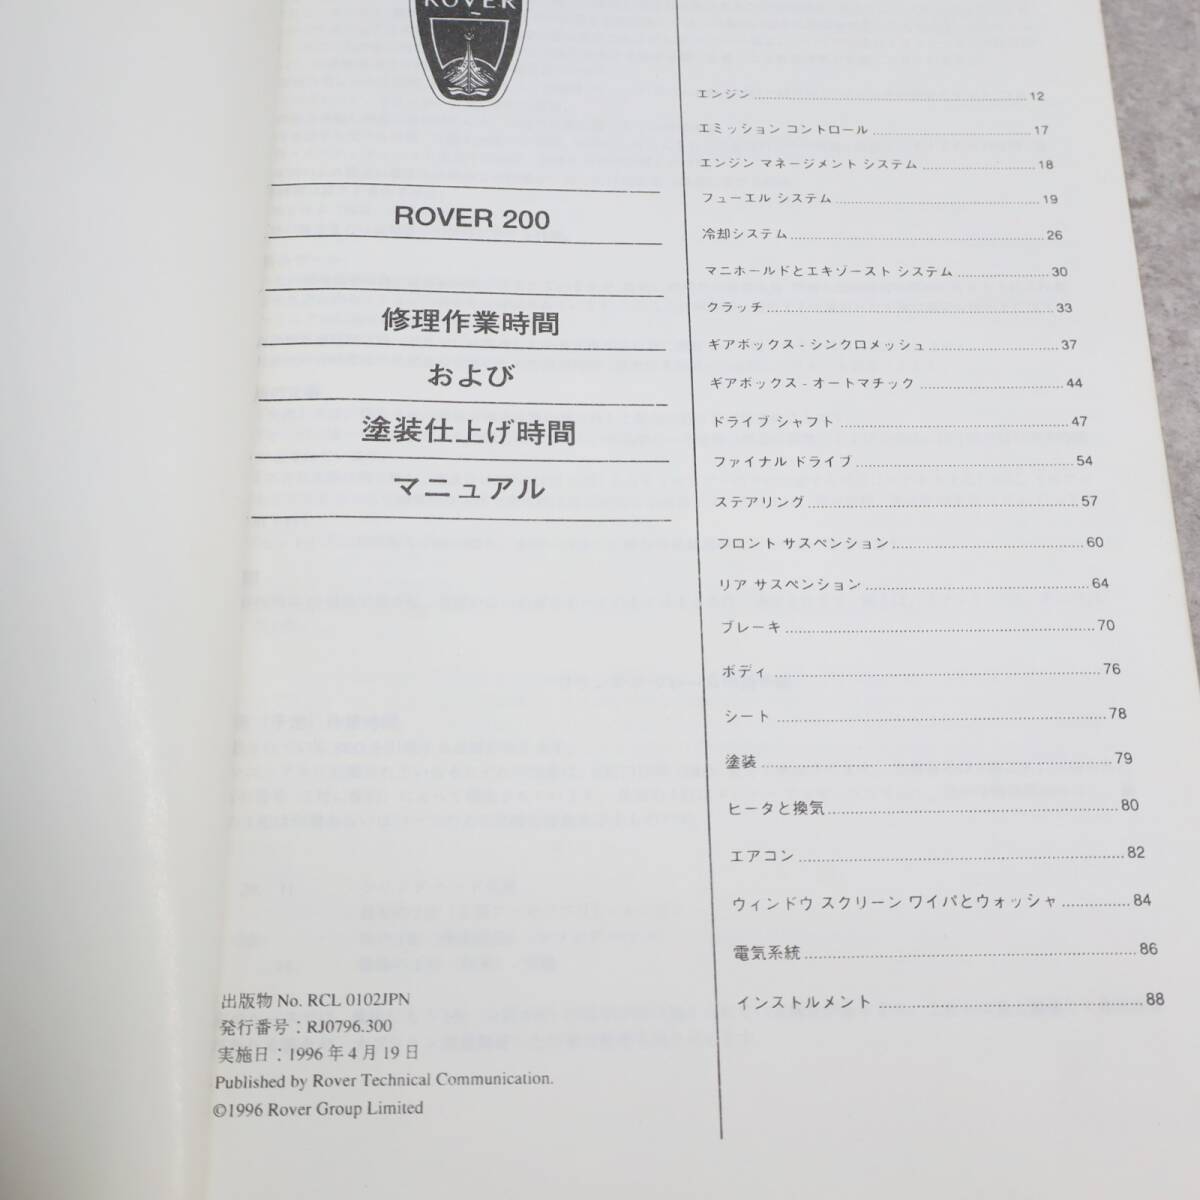 ROVER
ROVER 200
修理作業時間
および
塗装仕上げ時間
マニュアル
出版物 No. RCL 0102JPN
発行番号：RJ0796.300
実施日：1996 年 4 月 19 日
Published by Rover Technical Communication.
©1996 Rover Group Limited
エンジン 12
エミッション コントロール 17
エンジン マネージメント システム 18
フューエル システム 19
冷却システム 26
マニホールドとエキゾースト システム 30
クラッチ 33
ギアボックス - シンクロメッシュ 37
ギアボックス - オートマチック 44
ドライブ シャフト 47
ファイナル ドライブ 54
ステアリング 57
フロント サスペンション 60
リア サスペンション 64
ブレーキ 70
ボディ 76
シート 78
塗装 79
ヒータと換気 80
エアコン 82
ウィンドウ スクリーン ワイパとウォッシャ 84
電気系統 86
インストルメント 88